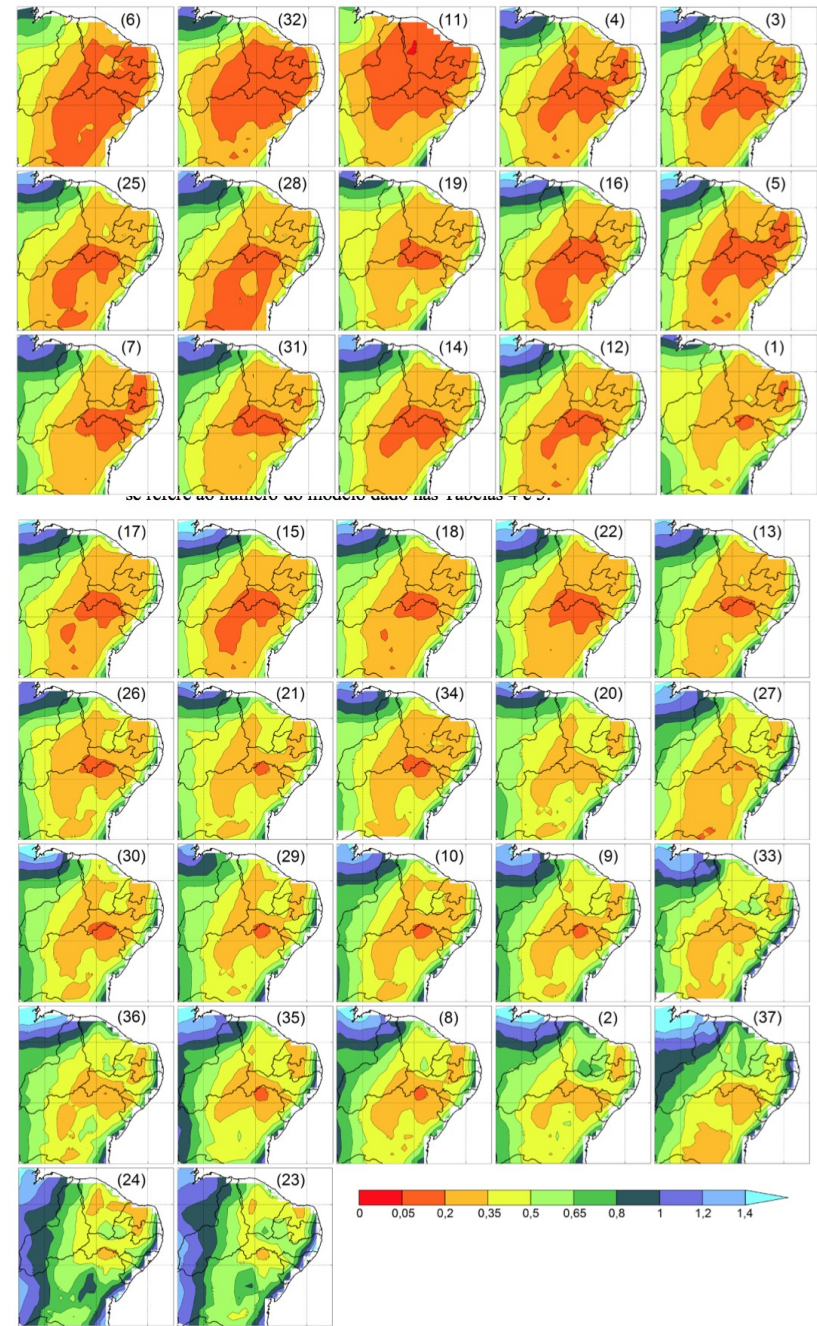 (6) (32) (11) (4) (3)
(25) (28) (19) (16) (5)
(7) (31) (14) (12) (1)
se refere ao número do modelo dado nas Tabelas 4 e 5.
(17) (15) (18) (22) (13)
(26) (21) (34) (20) (27)
(30) (29) (10) (9) (33)
(36) (35) (8) (2) (37)
(24) (23)
0 0,05 0,2 0,35 0,5 0,65 0,8 1 1,2 1,4